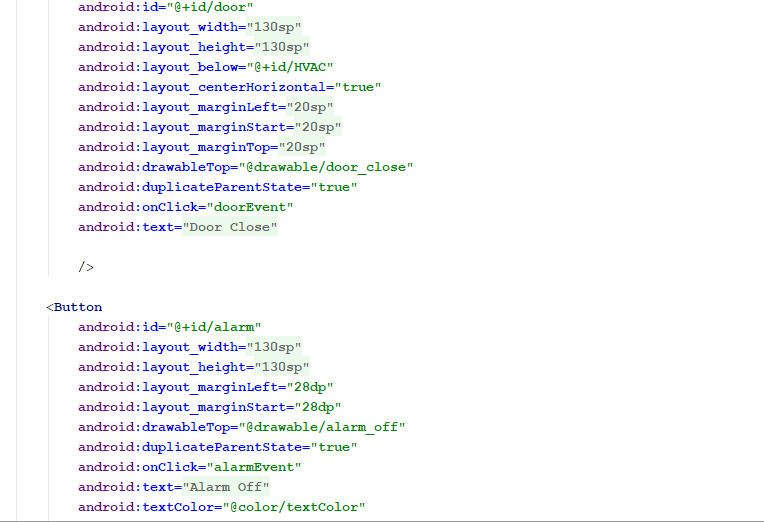 android:id="@+id/door"
android:layout_width="130sp"
android:layout_height="130sp"
android:layout_below="@+id/HVAC"
android:layout_centerHorizontal="true"
android:layout_marginLeft="20sp"
android:layout_marginStart="20sp"
android:layout_marginTop="20sp"
android:drawableTop="@drawable/door_close"
android:duplicateParentState="true"
android:onClick="doorEvent"
android:text="Door Close"
/>
<Button
android:id="@+id/alarm"
android:layout_width="130sp"
android:layout_height="130sp"
android:layout_marginLeft="28dp"
android:layout_marginStart="28dp"
android:drawableTop="@drawable/alarm_off"
android:duplicateParentState="true"
android:onClick="alarmEvent"
android:text="Alarm Off"
android:textColor="@color/textColor"